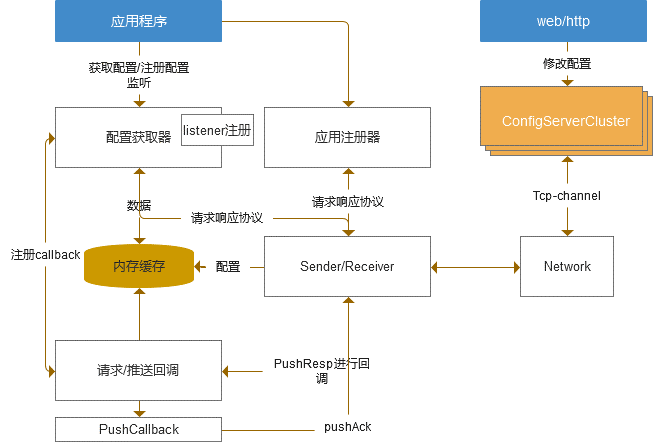 应用程序
web/http
获取配置/注册配置
监听
修改配置
listener注册
配置获取器
应用注册器
ConfigServerCluster
数据
请求响应协议
请求响应协议
Tcp-channel
注册callback
内存缓存
配置
Sender/Receiver
Network
请求/推送回调
PushResp进行回
调
PushCallback
pushAck